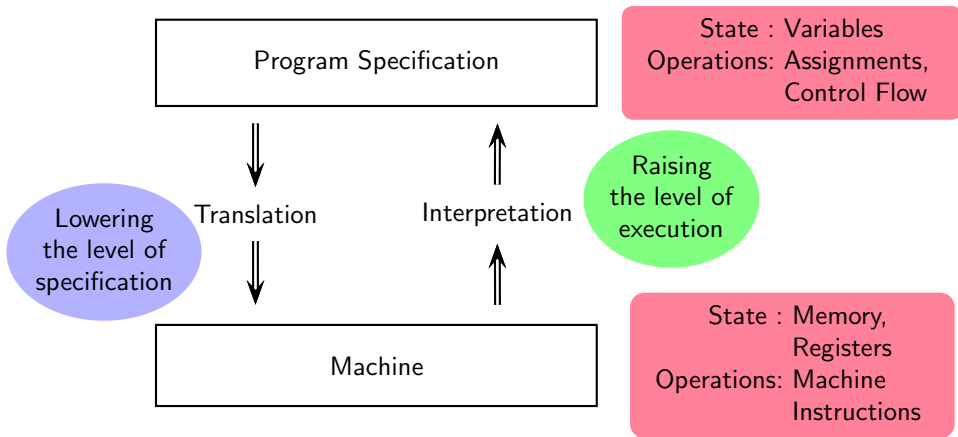 Program Specification
State : Variables
Operations: Assignments,
Control Flow
Lowering
the level of
specification
Translation
Interpretation
Raising
the level of
execution
Machine
State : Memory,
Registers
Operations: Machine
Instructions